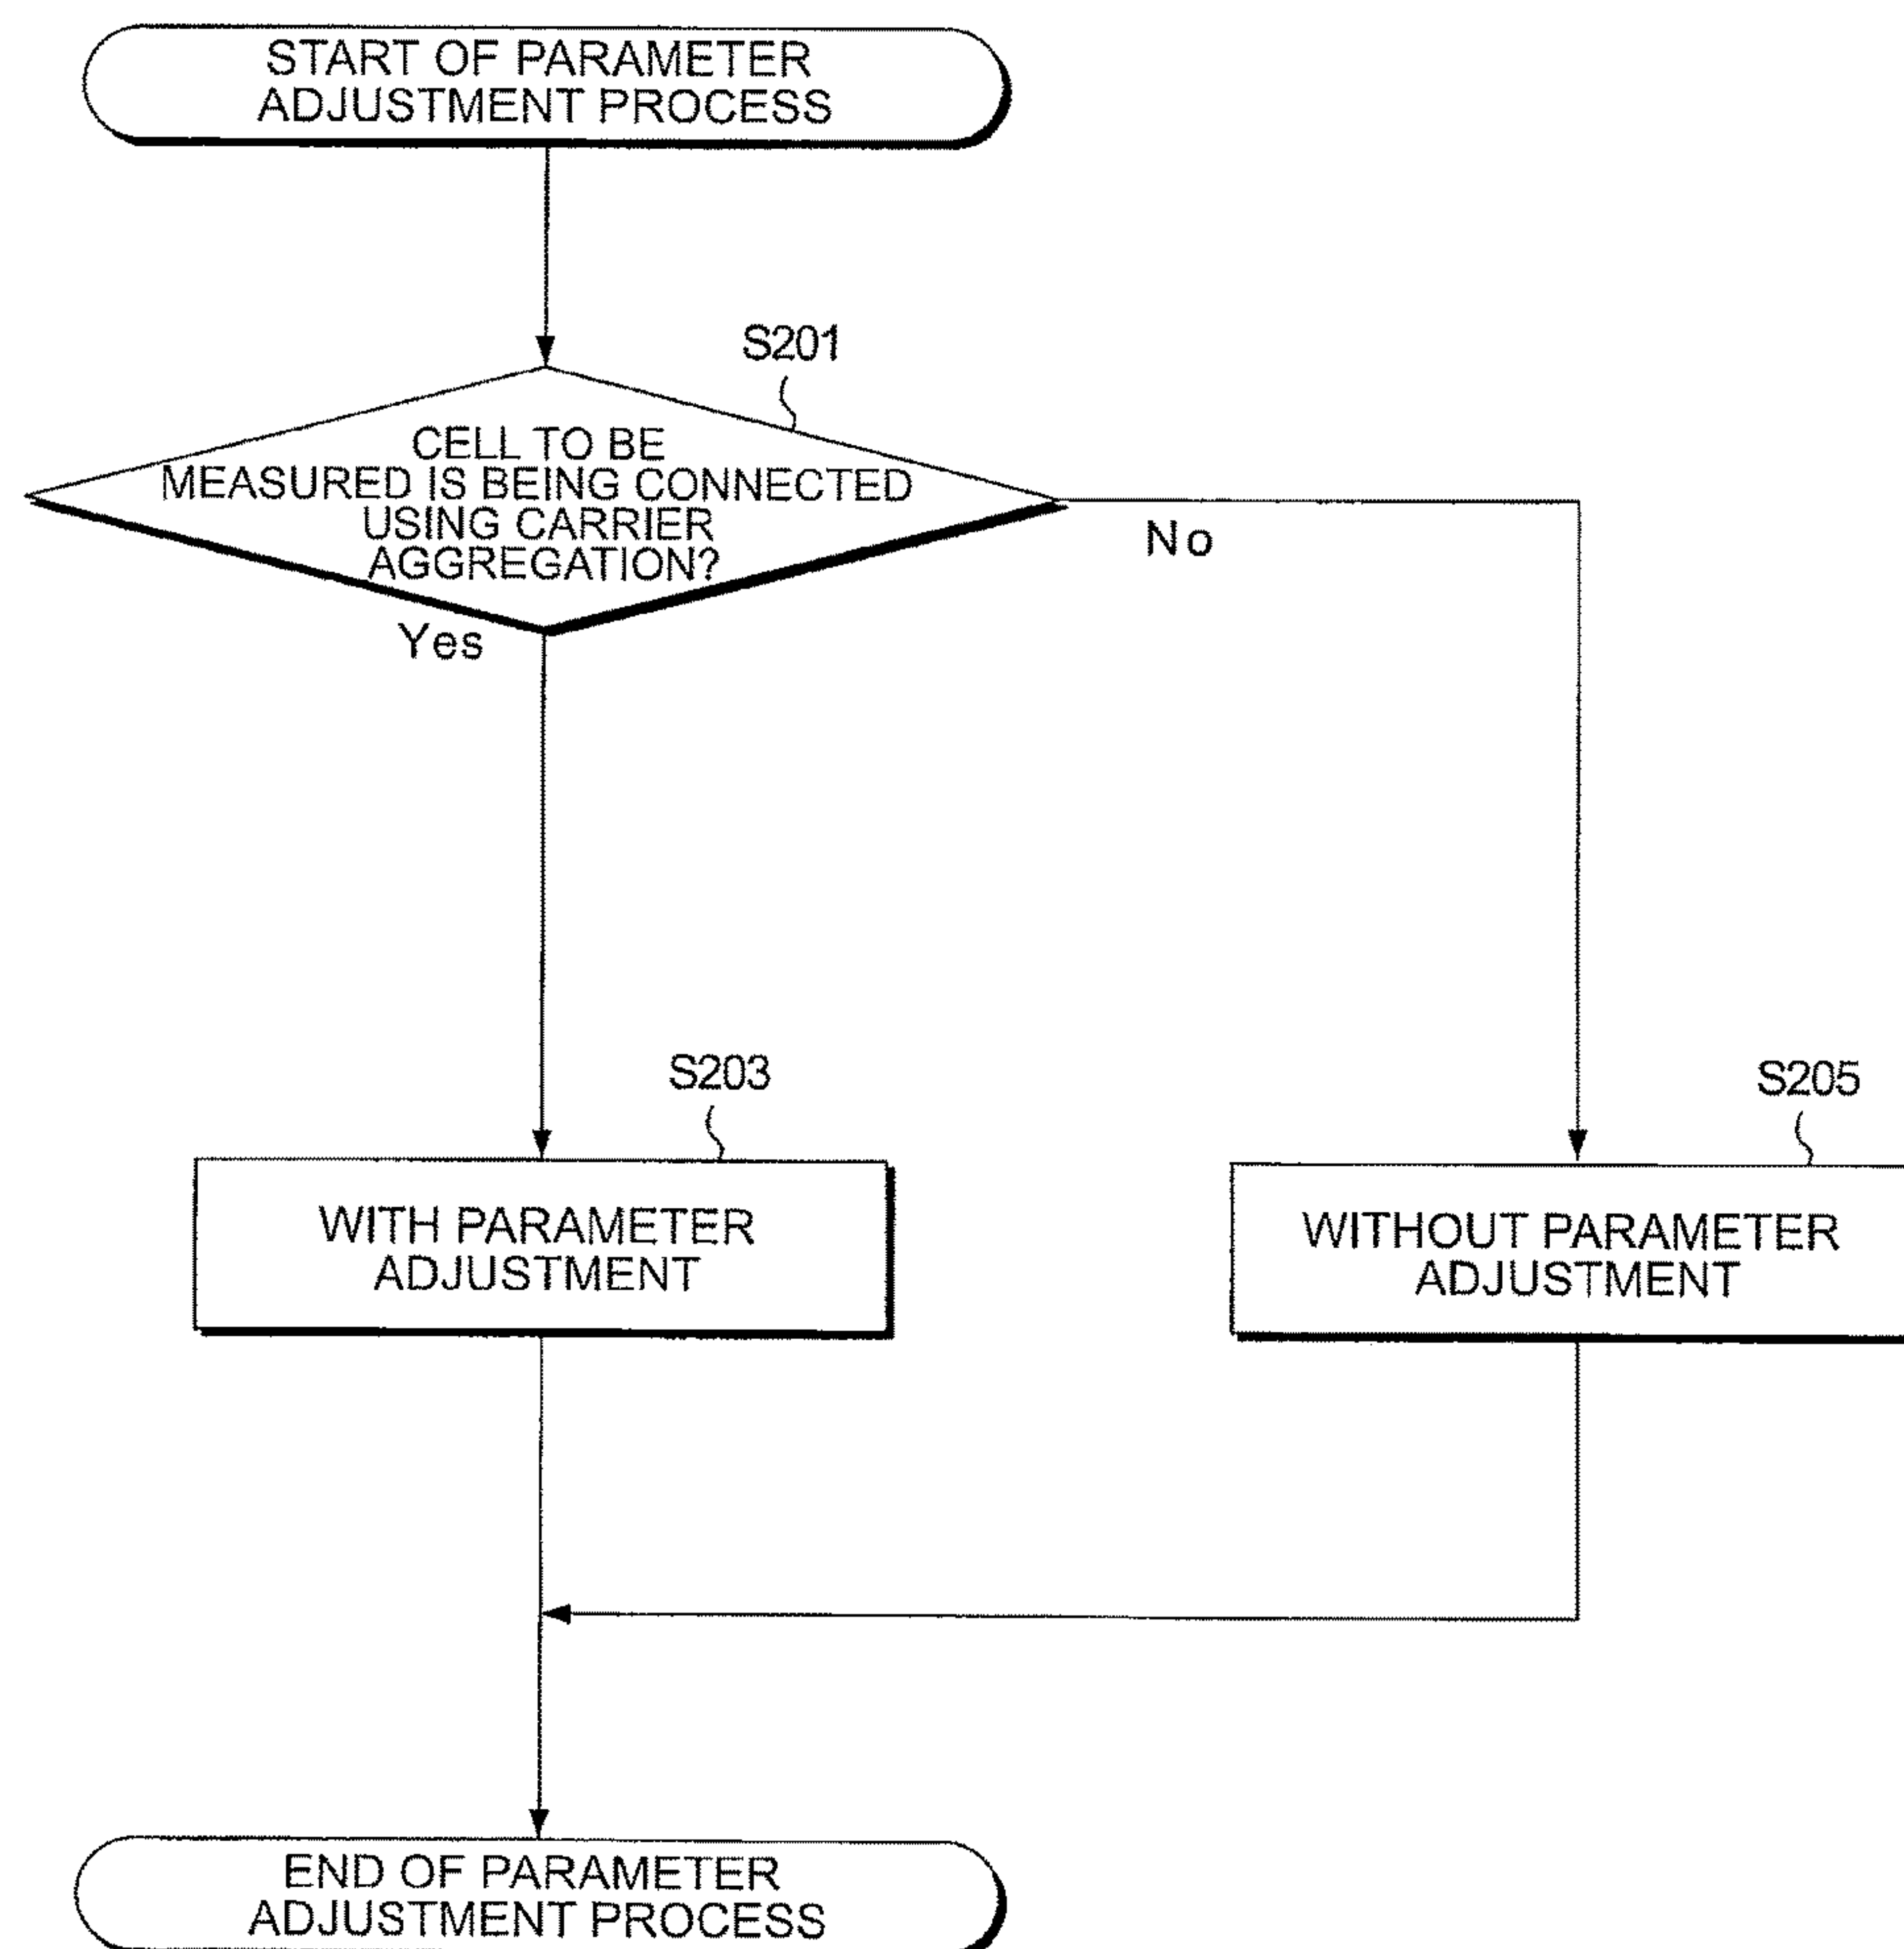 START OF PARAMETER
ADJUSTMENT PROCESS
S201
CELL TO BE
MEASURED IS BEING CONNECTED
USING CARRIER
AGGREGATION?
No
Yes
S203
S205
WITH PARAMETER
ADJUSTMENT
WITHOUT PARAMETER
ADJUSTMENT
END OF PARAMETER
ADJUSTMENT PROCESS